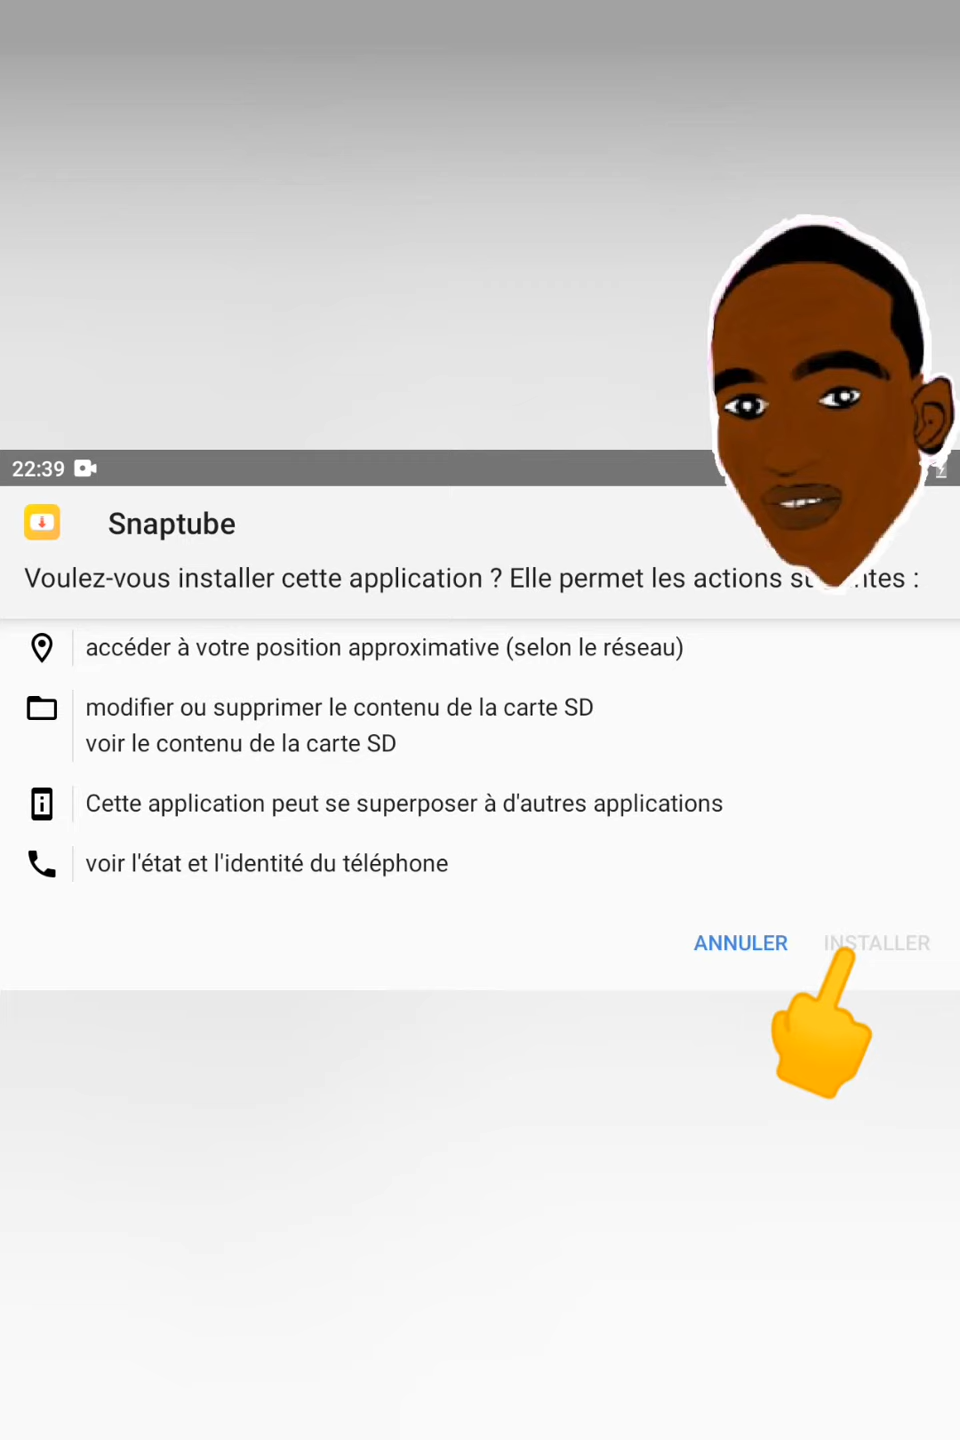 22:39
Snaptube
Voulez-vous installer cette application ? Elle permet les actions :
accéder à votre position approximative (selon le réseau)
modifier ou supprimer le contenu de la carte SD
voir le contenu de la carte SD
Cette application peut se superposer à d'autres applications
voir l'état et l'identité du téléphone
ANNULER INSTALLER